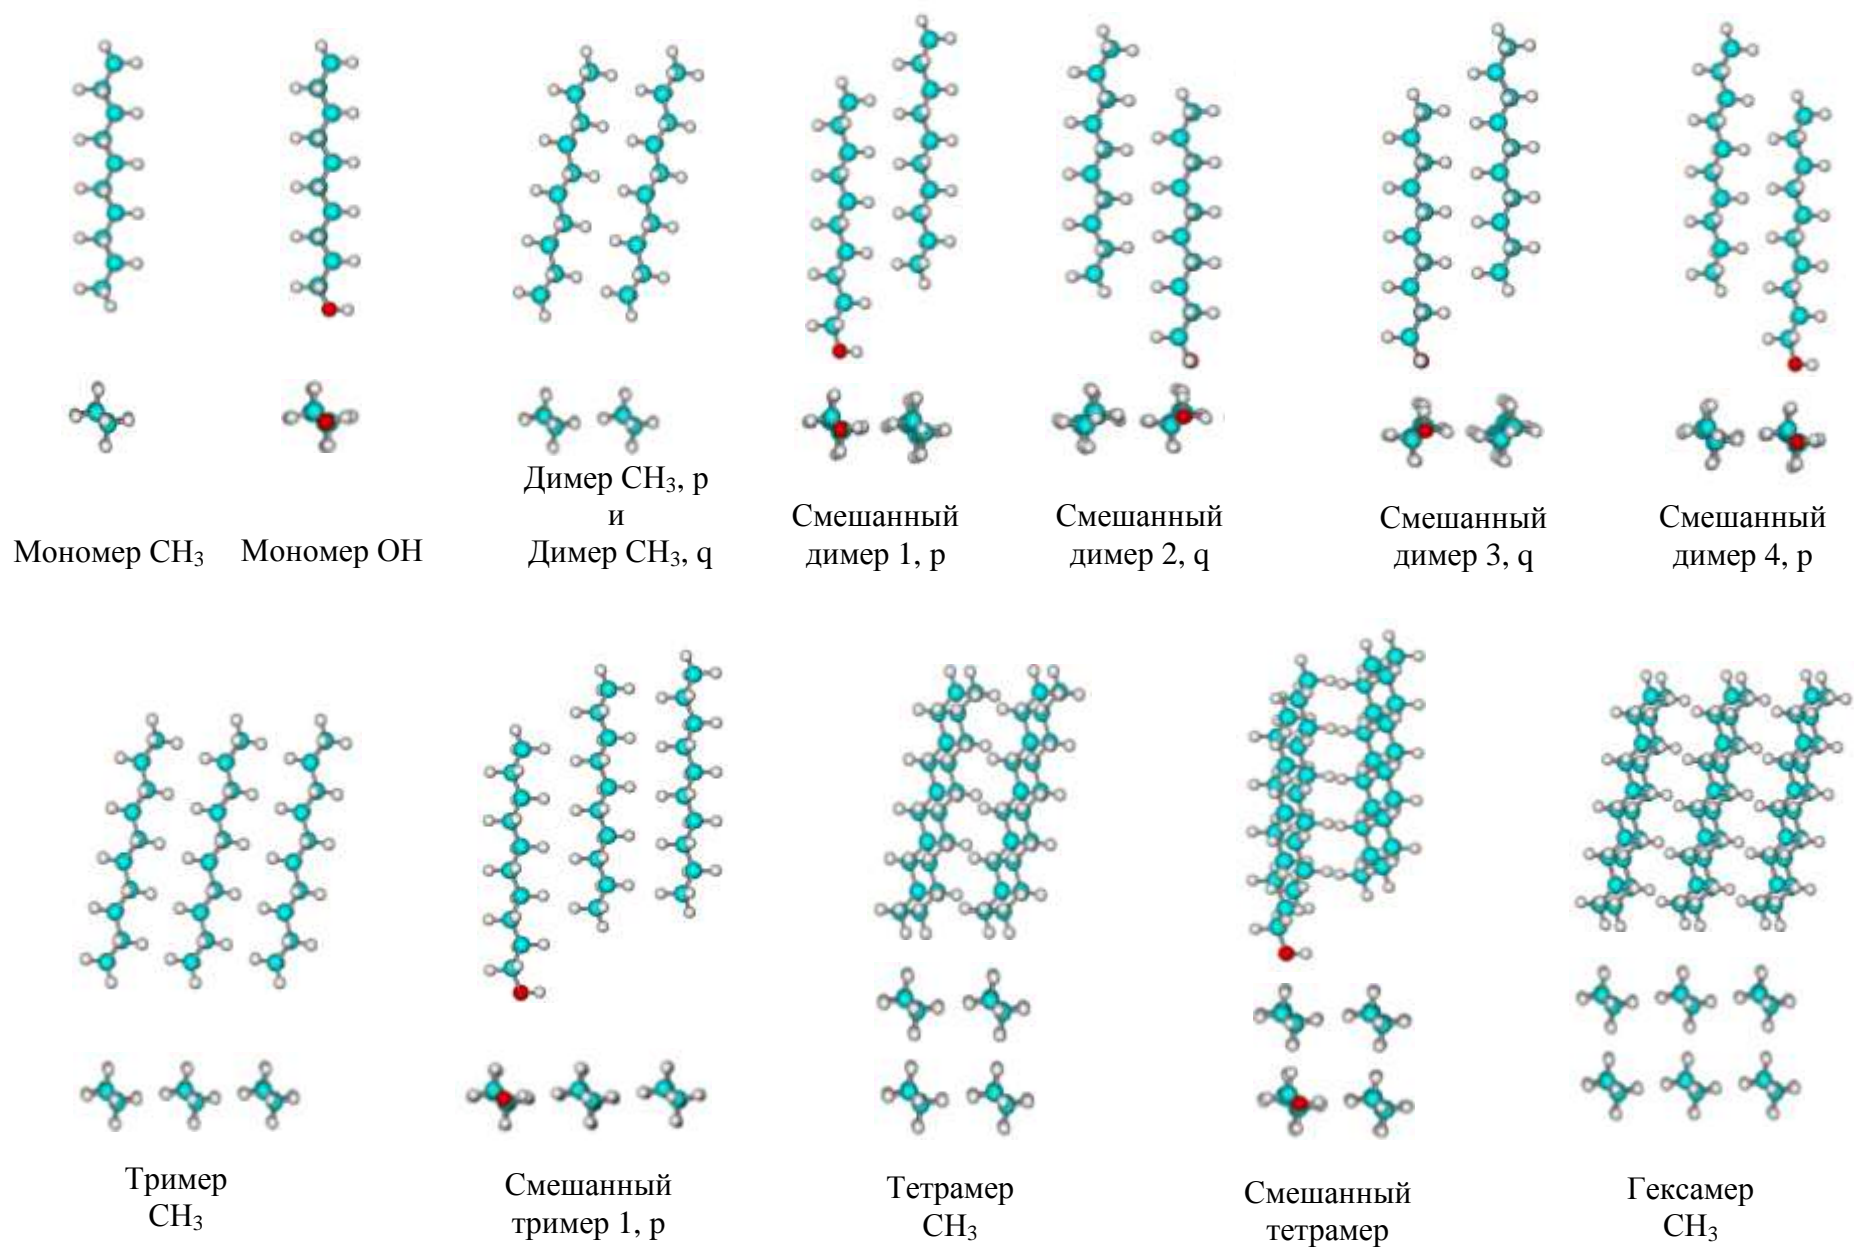 Мономер CH₃
Мономер OH
Димер CH₃, p
и
Димер CH₃, q
Смешанный
димер 1, p
Смешанный
димер 2, q
Смешанный
димер 3, q
Смешанный
димер 4, p
Тример
CH₃
Смешанный
тример 1, p
Тетрамер
CH₃
Смешанный
тетрамер
Гексамер
CH₃